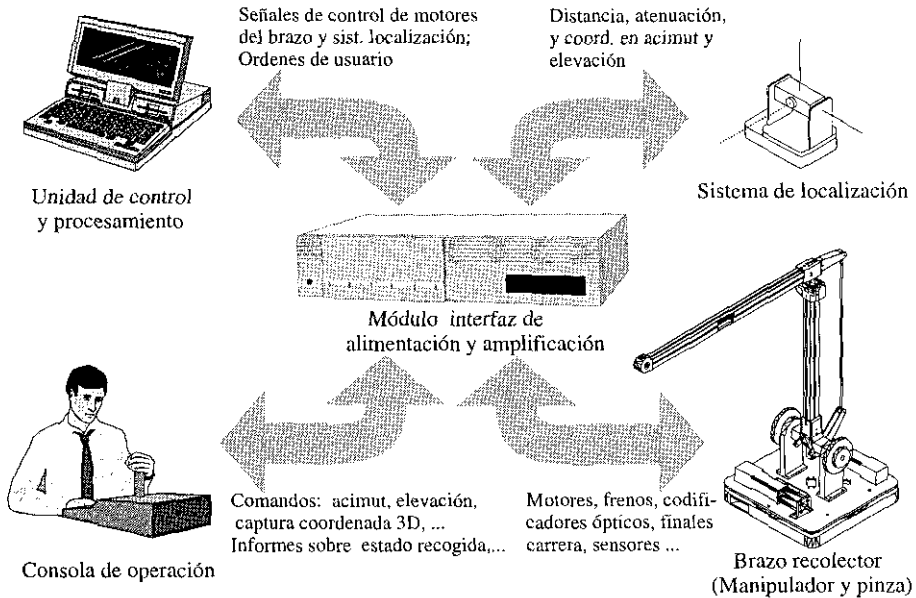 Señales de control de motores
del brazo y sist. localización;
Ordenes de usuario
Distancia, atenuación,
y coord. en acimut y
elevación
Unidad de control
y procesamiento
Sistema de localización
Módulo interfaz de
alimentación y amplificación
Comandos: acimut, elevación,
captura coordenada 3D, ...
Informes sobre estado recogida,...
Motores, frenos, codifi-
cadores ópticos, finales
carrera, sensores ...
Consola de operación
Brazo recolector
(Manipulador y pinza)